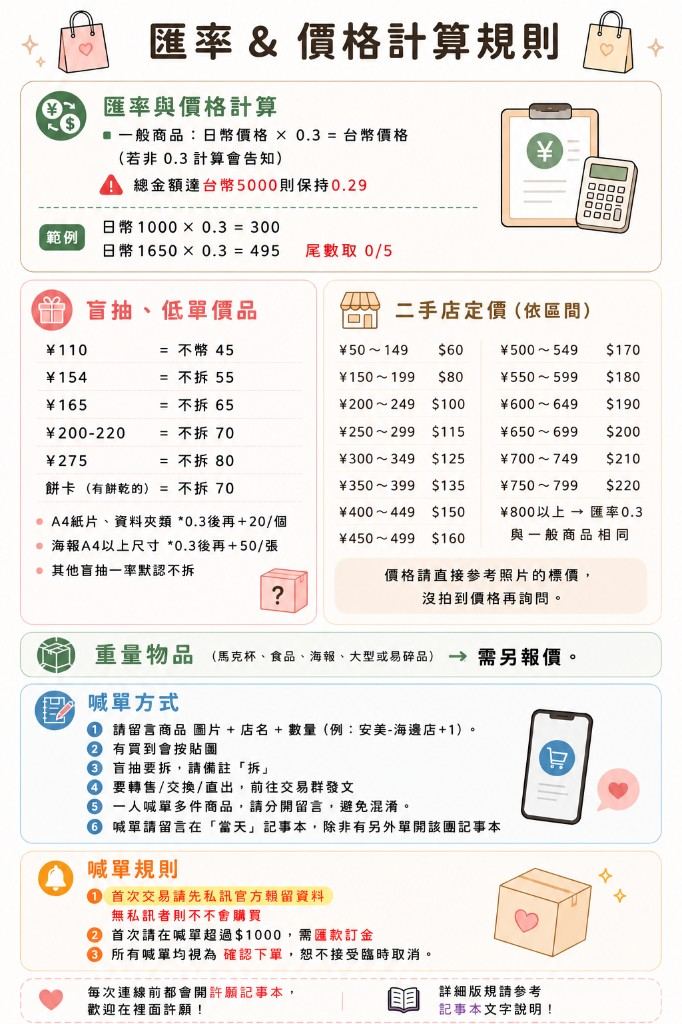 匯率 & 價格計算規則
匯率與價格計算
一般商品：日幣價格 × 0.3 = 台幣價格
（若非 0.3 計算會告知）
總金額達台幣5000則保持0.29
範例
日幣1000 × 0.3 = 300
日幣1650 × 0.3 = 495 尾數取 0/5
盲抽、低單價品
¥110 = 不幣 45
¥154 = 不拆 55
¥165 = 不拆 65
¥200-220 = 不拆 70
¥275 = 不拆 80
餅卡（有餅乾的）= 不拆 70
A4紙片、資料夾類 *0.3後再+20/個
海報A4以上尺寸 *0.3後再+50/張
其他盲抽一率默認不拆
?
二手店定價（依區間）
¥50～149 $60
¥150～199 $80
¥200～249 $100
¥250～299 $115
¥300～349 $125
¥350～399 $135
¥400～449 $150
¥450～499 $160
¥500～549 $170
¥550～599 $180
¥600～649 $190
¥650～699 $200
¥700～749 $210
¥750～799 $220
¥800以上 → 匯率0.3
與一般商品相同
價格請直接參考照片的標價，
沒拍到價格再詢問。
重量物品（馬克杯、食品、海報、大型或易碎品）→ 需另報價。
喊單方式
1 請留言商品 圖片 + 店名 + 數量（例：安美-海邊店+1）。
2 有買到會按貼圖
3 盲抽要拆，請備註「拆」
4 要轉售/交換/直出，前往交易群發文
5 一人喊單多件商品，請分開留言，避免混淆。
6 喊單請留言在「當天」記事本，除非有另外單開該團記事本
喊單規則
1 首次交易請先私訊官方賴留資料
無私訊者則不不會購買
2 首次請在喊單超過$1000，需匯款訂金
3 所有喊單均視為 確認下單，恕不接受臨時取消。
每次連線前都會開許願記事本，
歡迎在裡面許願！
詳細版規請參考
記事本文字說明！